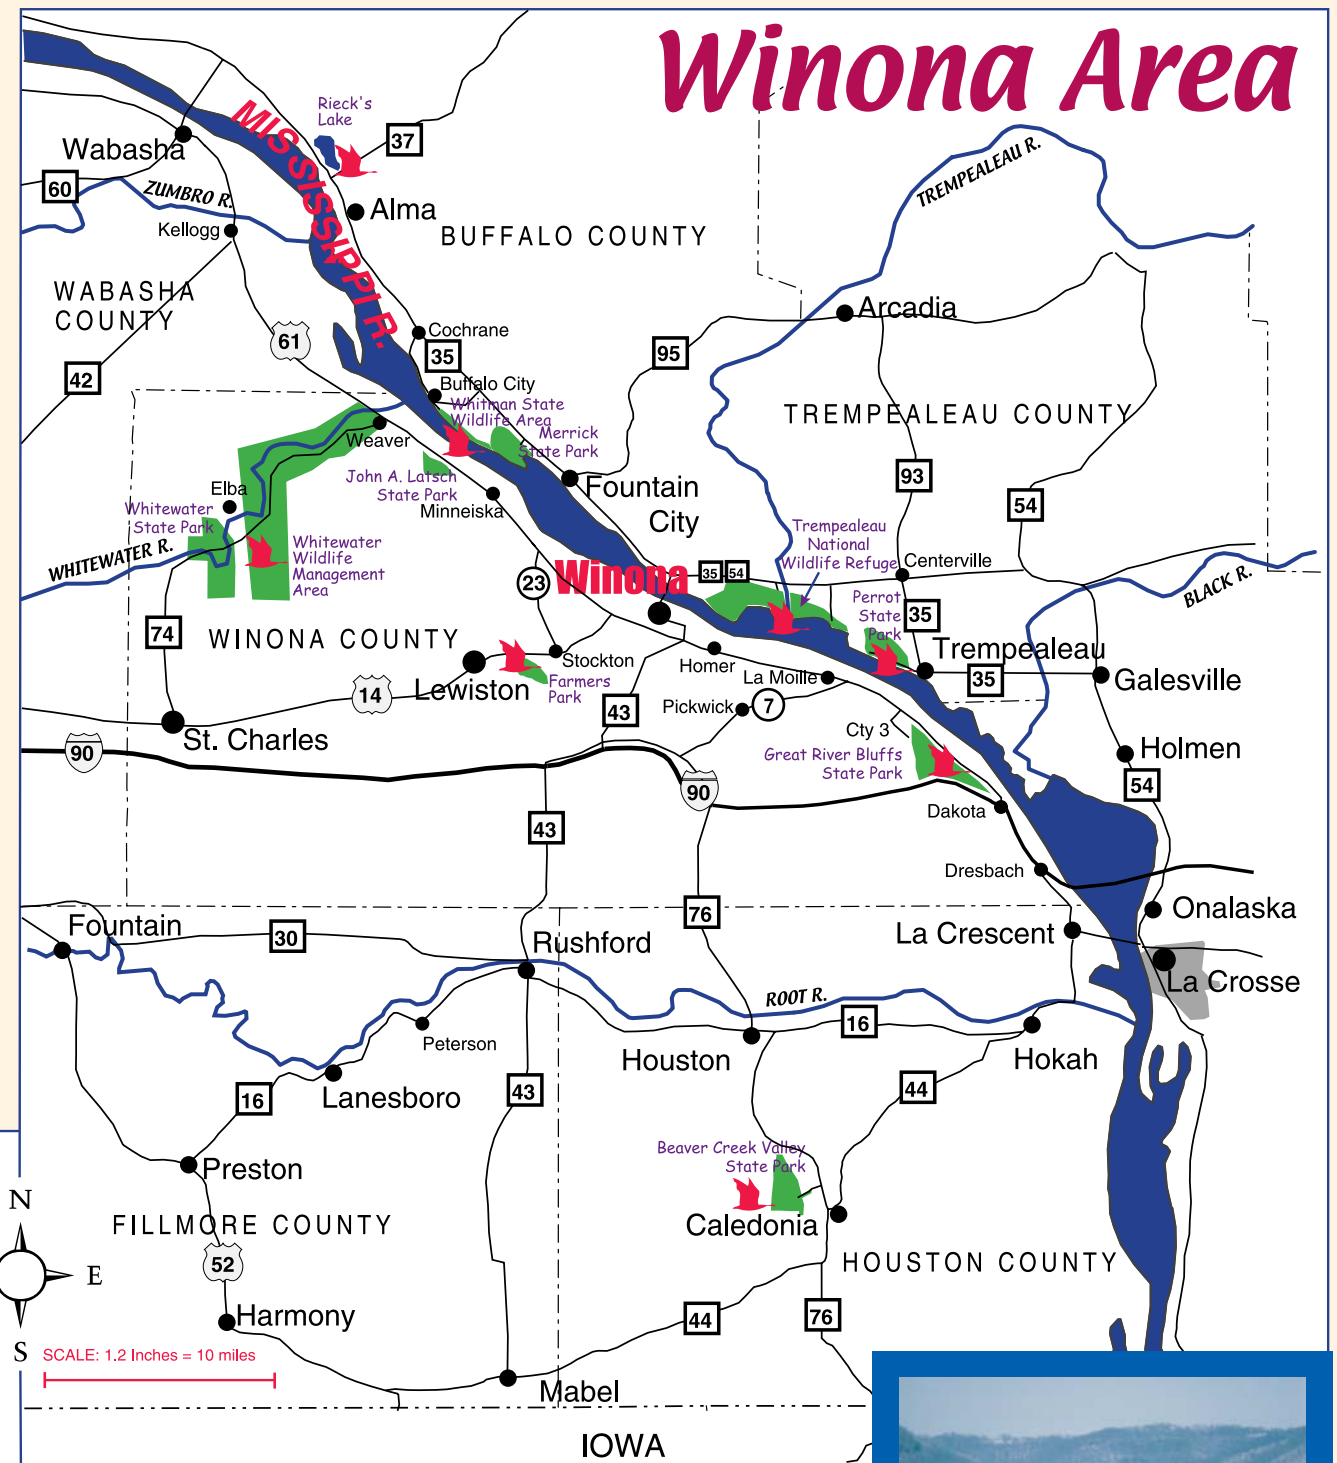 Winona Area
Rieck's
Lake
MISSISSIPPI R.
37
Wabasha
60
ZUMBRO R.
Alma
Kellogg
BUFFALO COUNTY
TREMPEALEAU R.
WABASHA
COUNTY
61
Cochrane
35
Arcadia
95
42
Buffalo City
Whitman State
Wildlife Area
Merrick
State Park
TREMPEALEAU COUNTY
Weaver
John A. Latsch
State Park
Minneiska
Fountain
City
93
54
Elba
Whitewater
State Park
WHITEWATER R.
Whitewater
Wildlife
Management
Area
Trempealeau
National
Wildlife Refuge
Centerville
23
Winona
35
54
BLACK R.
Perrot
State
Park
35
74
WINONA COUNTY
Stockton
Lewiston
Farmers
Park
Homer
La Moille
Trempealeau
35
Galesville
14
43
Pickwick
7
St. Charles
90
Cty 3
Great River Bluffs
State Park
Holmen
90
54
Dakota
43
Dresbach
76
Fountain
30
Rushford
La Crescent
Onalaska
La Crosse
ROOT R.
16
Peterson
Houston
Hokah
16
Lanesboro
43
44
Beaver Creek Valley
State Park
Preston
Caledonia
N
FILLMORE COUNTY
52
E
HOUSTON COUNTY
Harmony
44
76
S
SCALE: 1.2 Inches = 10 miles
Mabel
IOWA